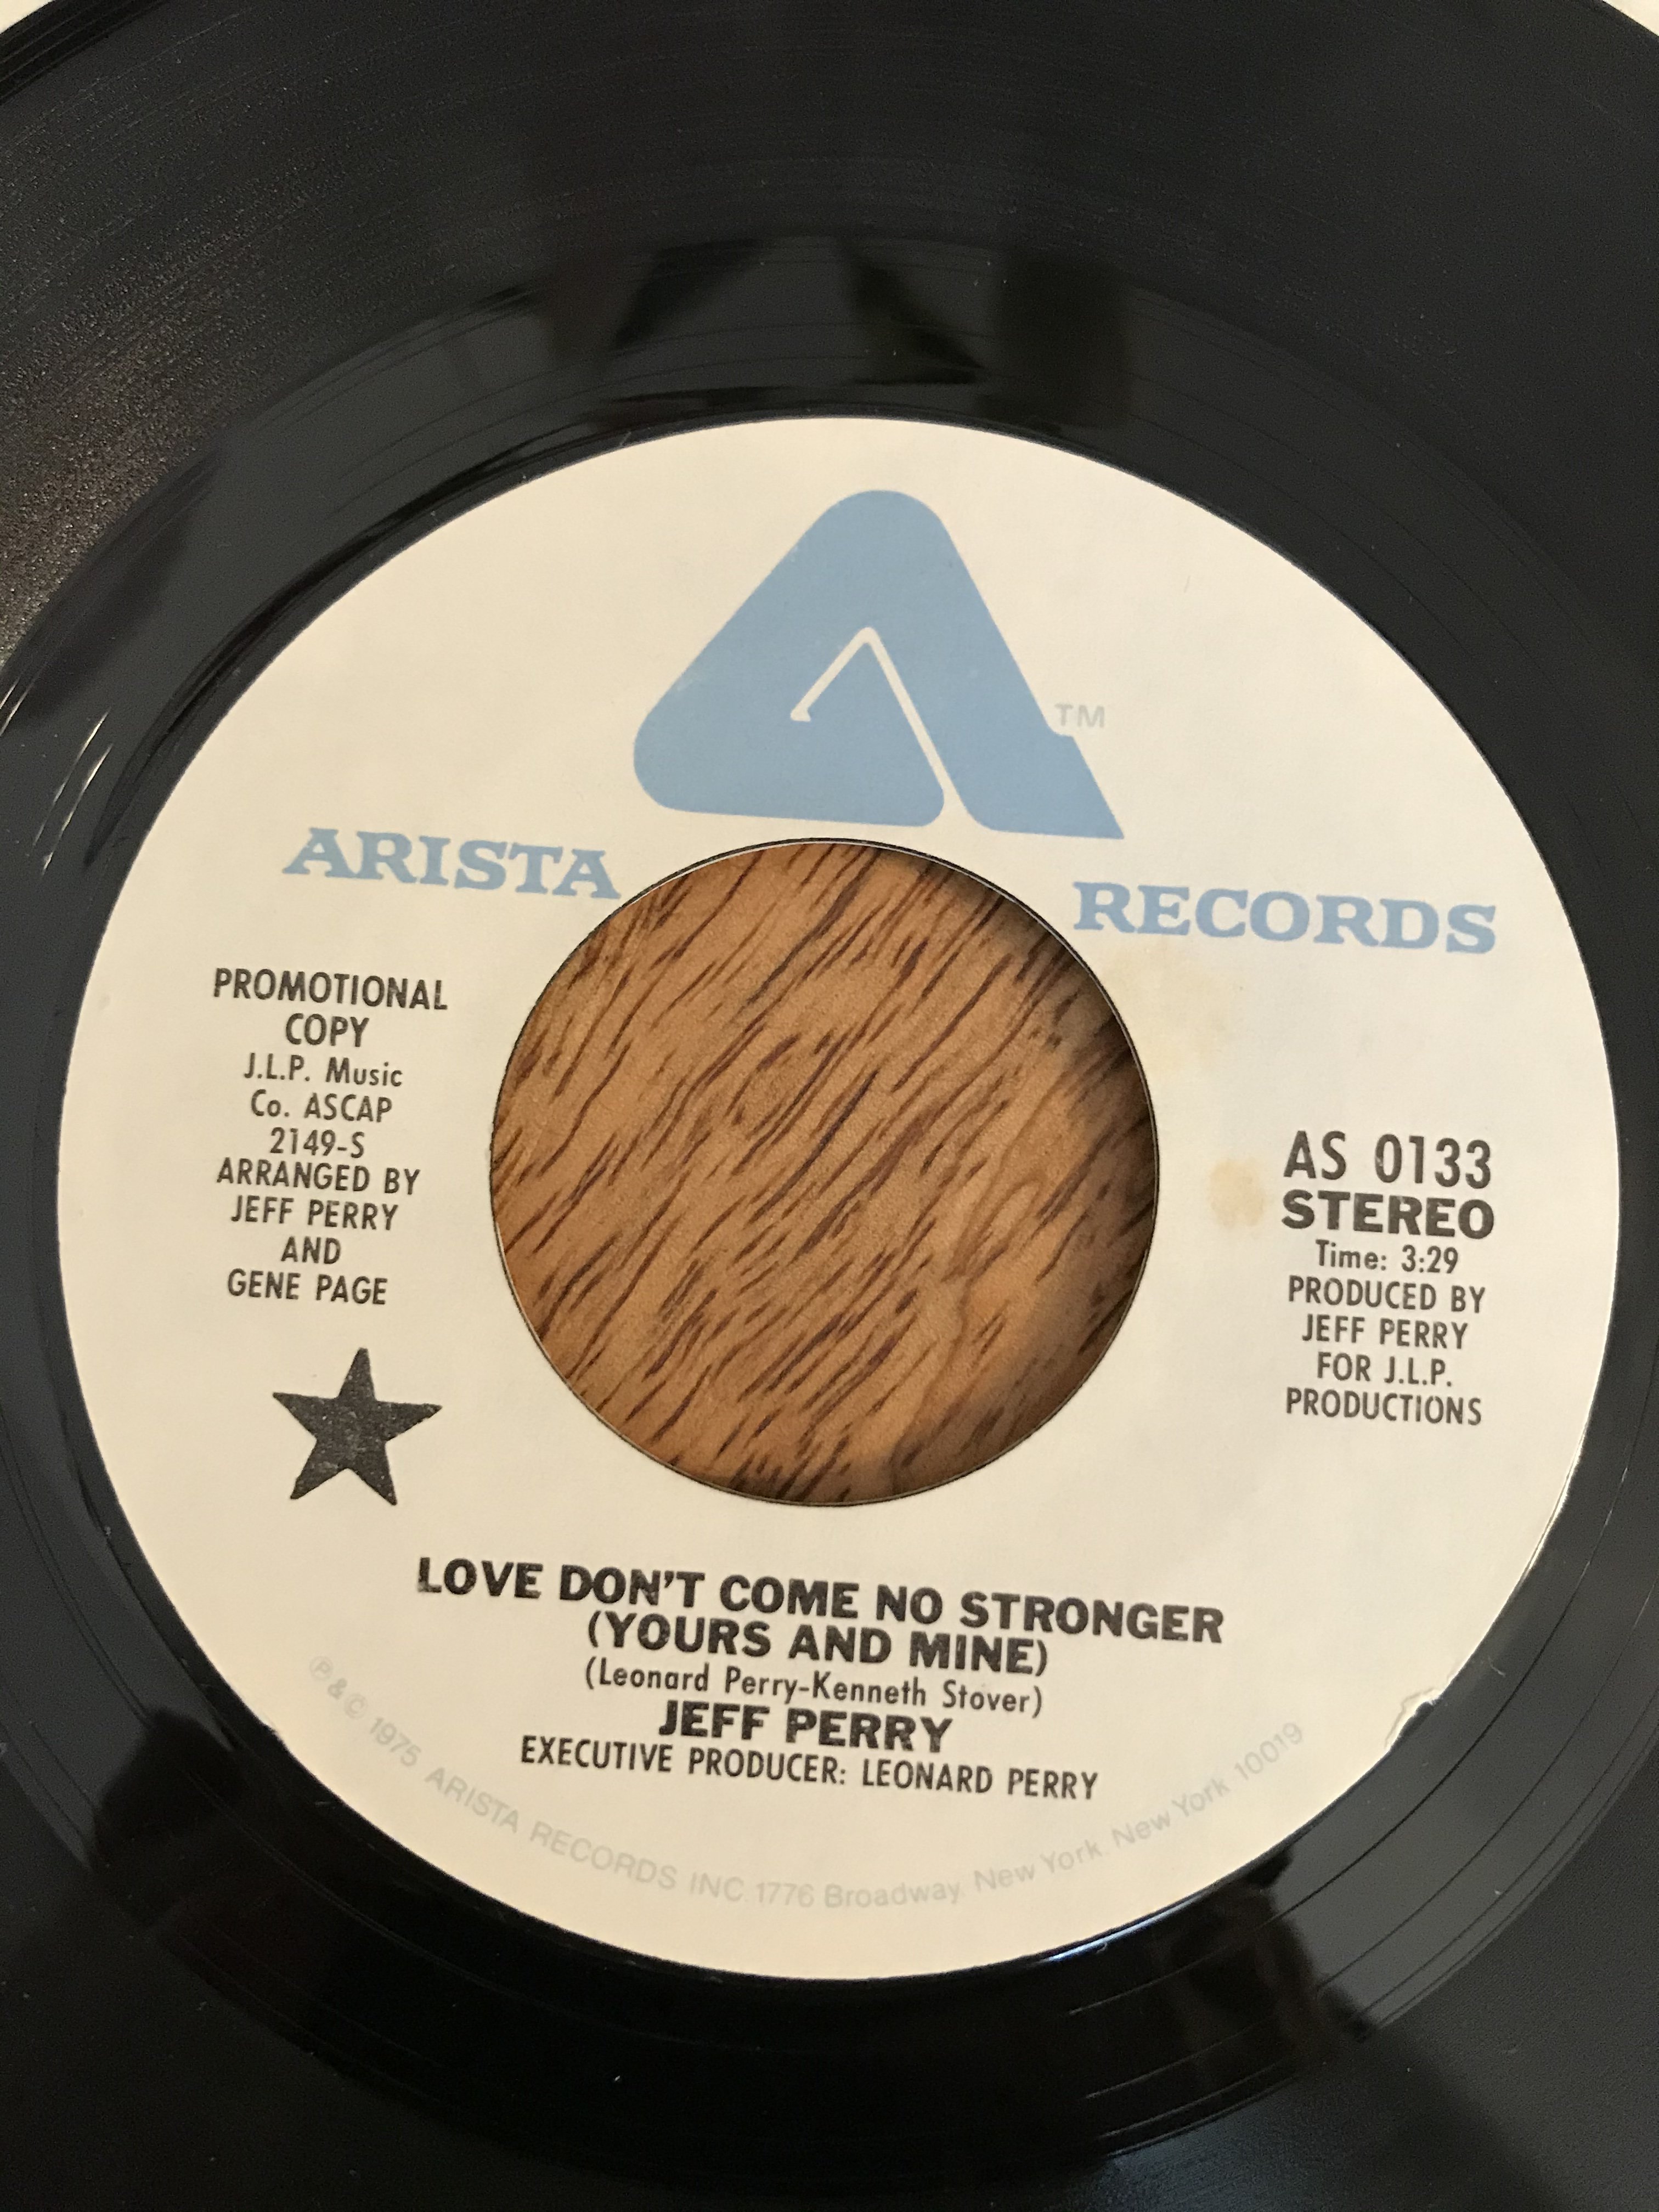 TM
ARISTA RECORDS
PROMOTIONAL
COPY
J.L.P. Music
Co. ASCAP
2149-S
ARRANGED BY
JEFF PERRY
AND
GENE PAGE
AS 0133
STEREO
Time: 3:29
PRODUCED BY
JEFF PERRY
FOR J.L.P.
PRODUCTIONS
LOVE DON'T COME NO STRONGER
(YOURS AND MINE)
(Leonard Perry-Kenneth Stover)
JEFF PERRY
EXECUTIVE PRODUCER: LEONARD PERRY
℗ & © 1975 ARISTA RECORDS INC. 1776 Broadway, New York, New York 10019